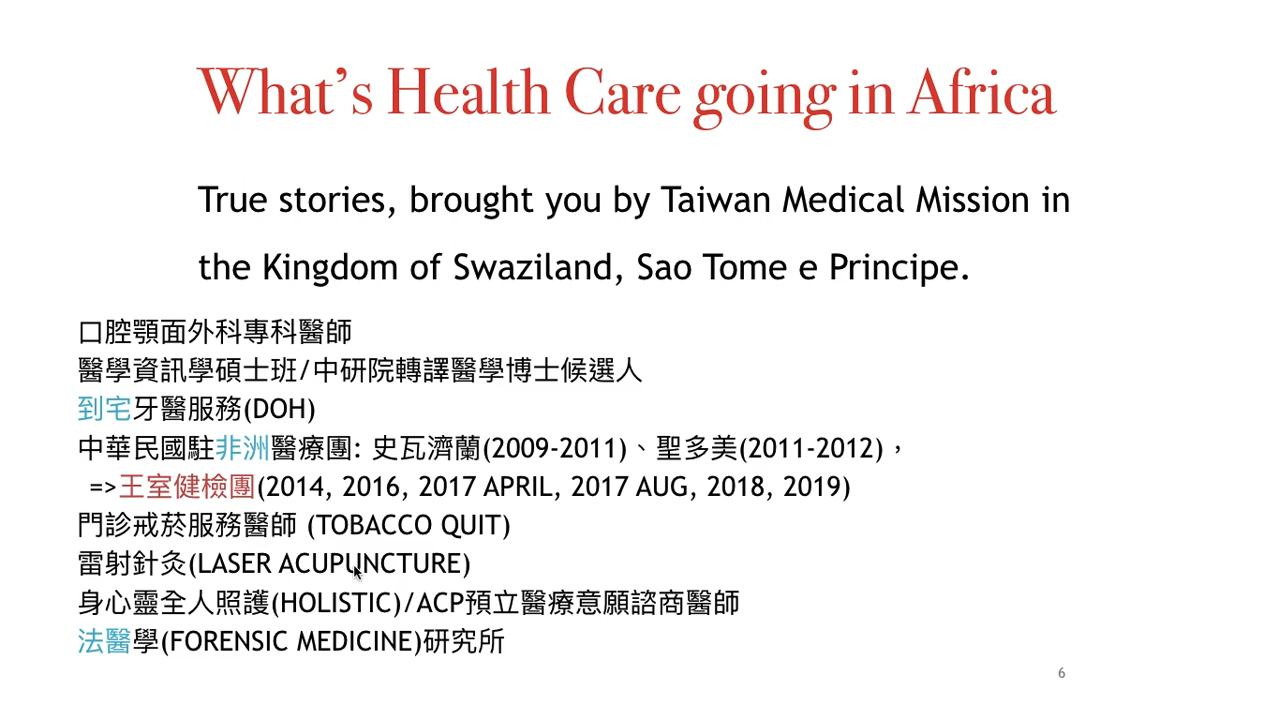 What's Health Care going in Africa
True stories, brought you by Taiwan Medical Mission in
the Kingdom of Swaziland, Sao Tome e Principe.
口腔顎面外科專科醫師
醫學資訊學碩士班/中研院轉譯醫學博士候選人
到宅牙醫服務(DOH)
中華民國駐非洲醫療團: 史瓦濟蘭(2009-2011)、聖多美(2011-2012)，
=>王室健檢團(2014, 2016, 2017 APRIL, 2017 AUG, 2018, 2019)
門診戒菸服務醫師 (TOBACCO QUIT)
雷射針灸(LASER ACUPUNCTURE)
身心靈全人照護(HOLISTIC)/ACP預立醫療意願諮商醫師
法醫學(FORENSIC MEDICINE)研究所
6